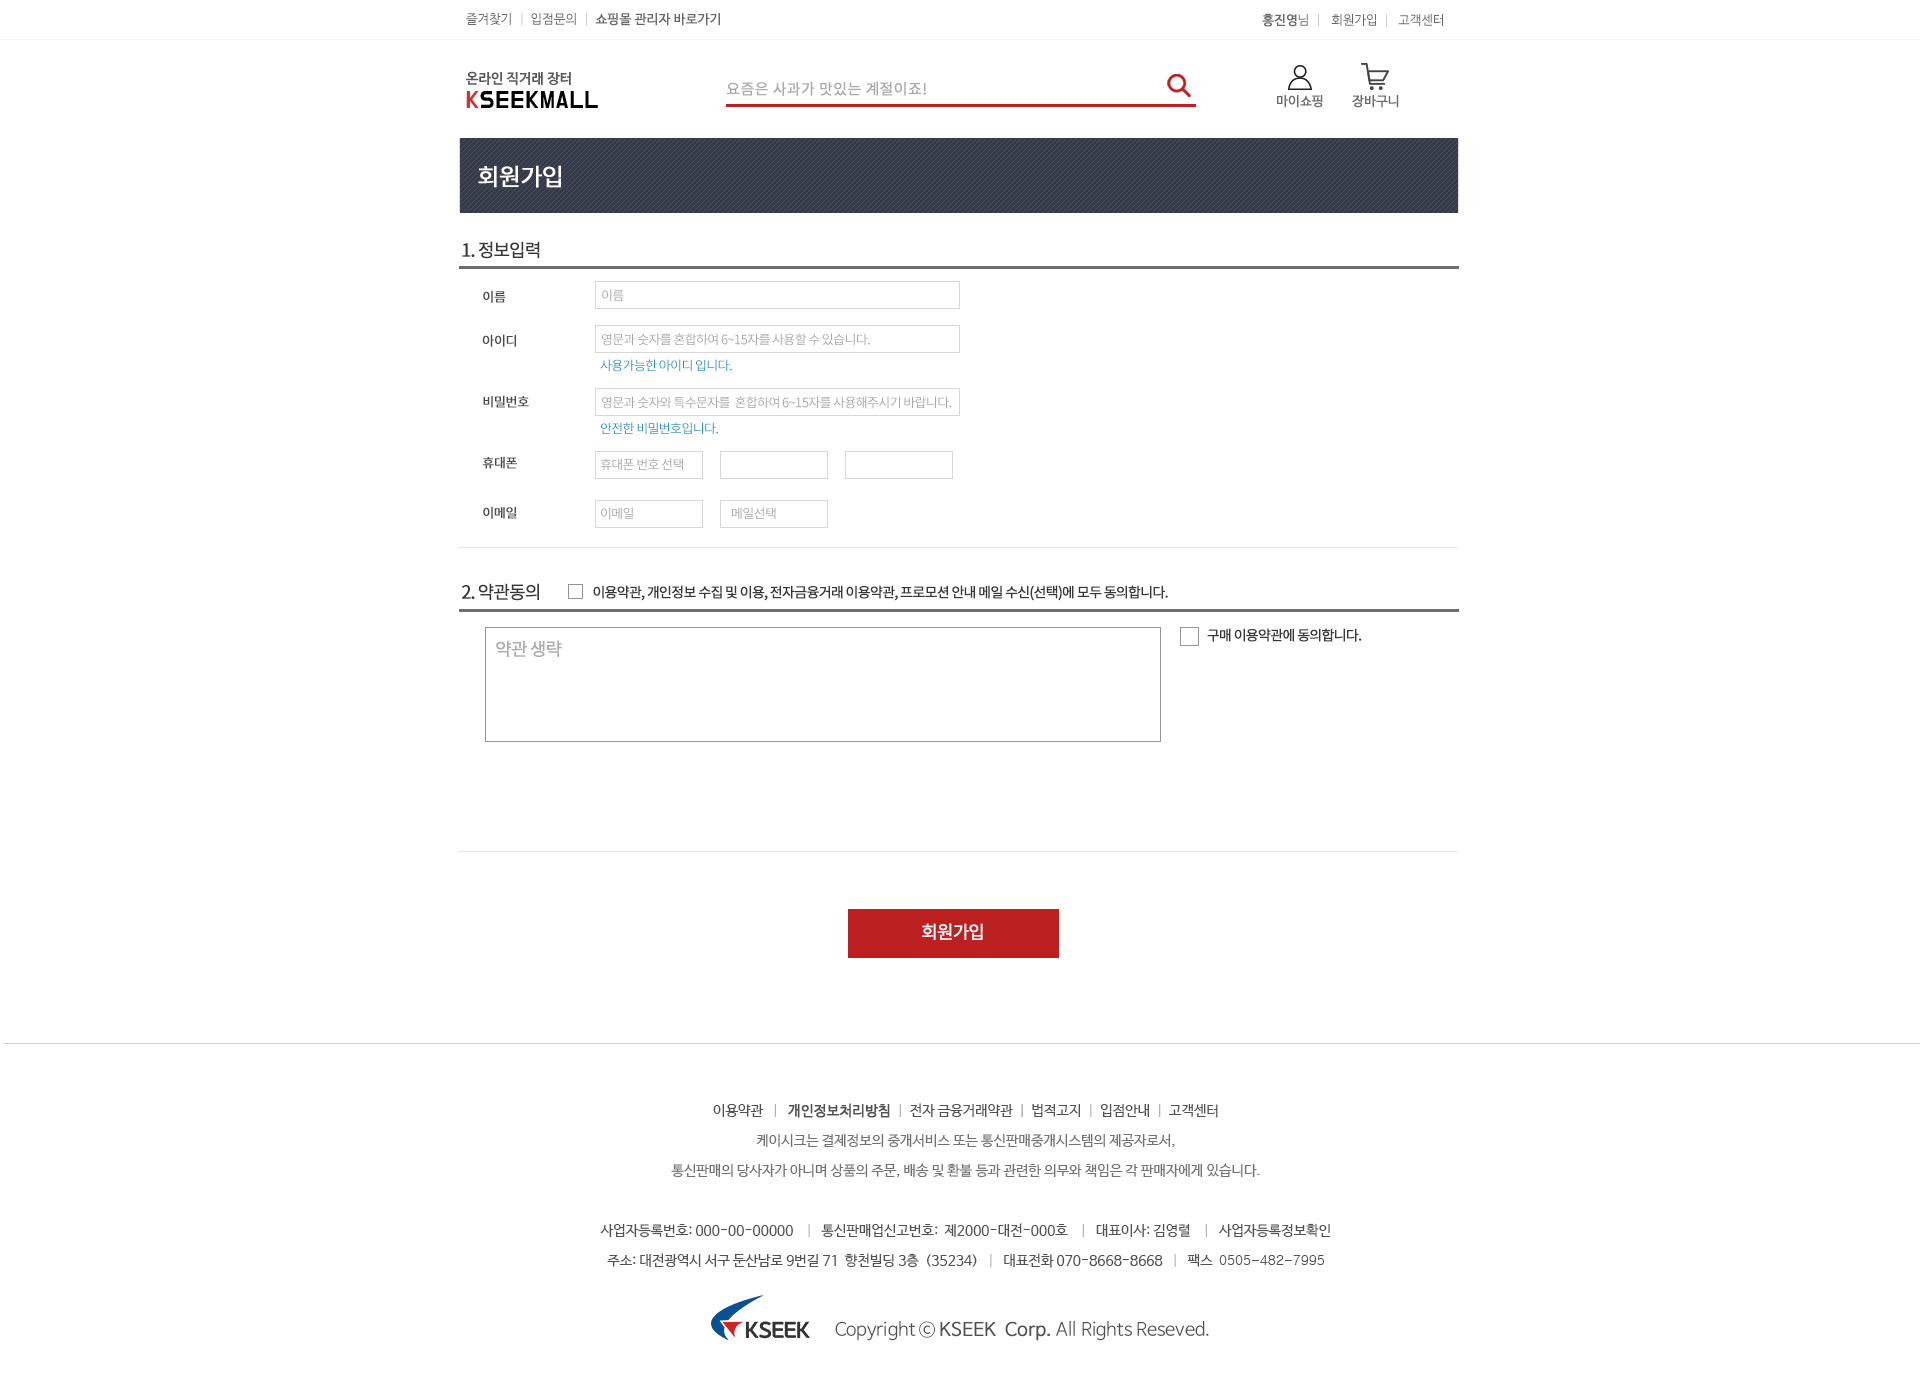 즐겨찾기 | 입점문의 | 쇼핑몰 관리자 바로가기
홍진영님 | 회원가입 | 고객센터
온라인 직거래 장터
KSEEKMALL
요즘은 사과가 맛있는 계절이죠!
마이쇼핑
장바구니
회원가입
1. 정보입력
이름
이름
아이디
영문과 숫자를 혼합하여 6~15자를 사용할 수 있습니다.
사용가능한 아이디 입니다.
비밀번호
영문과 숫자와 특수문자를 혼합하여 6~15자를 사용해주시기 바랍니다.
안전한 비밀번호입니다.
휴대폰
휴대폰 번호 선택
이메일
이메일
메일선택
2. 약관동의
이용약관, 개인정보 수집 및 이용, 전자금융거래 이용약관, 프로모션 안내 메일 수신(선택)에 모두 동의합니다.
약관 생략
구매 이용약관에 동의합니다.
회원가입
이용약관 | 개인정보처리방침 | 전자 금융거래약관 | 법적고지 | 입점안내 | 고객센터
케이시크는 결제정보의 중개서비스 또는 통신판매중개시스템의 제공자로서,
통신판매의 당사자가 아니며 상품의 주문, 배송 및 환불 등과 관련한 의무와 책임은 각 판매자에게 있습니다.
사업자등록번호: 000-00-00000 | 통신판매업신고번호: 제2000-대전-000호 | 대표이사: 김영렬 | 사업자등록정보확인
주소: 대전광역시 서구 둔산남로 9번길 71 향천빌딩 3층 (35234) | 대표전화 070-8668-8668 | 팩스 0505-482-7995
KSEEK
Copyright ⓒ KSEEK Corp. All Rights Reseved.